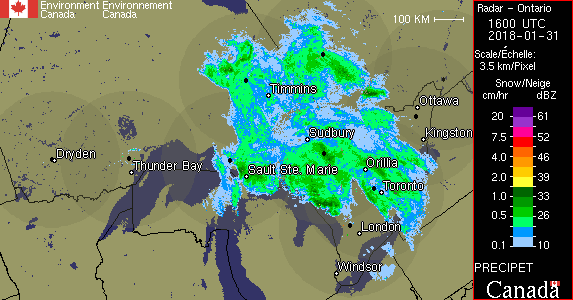 Environment Environnement
Canada Canada
100 KM
Timmins
Ottawa
Sudbury
Kingston
Dryden
Thunder Bay
Sault Ste. Marie
Orillia
Toronto
London
Windsor
Radar - Ontario
1600 UTC
2018-01-31
Scale/Échelle:
3.5 km/Pixel
Snow/Neige
cm/hr dBZ
20 61
7.5 52
4.0 46
2.0 39
1.0 33
0.5 26
0.1 10
PRECIPET
Canada